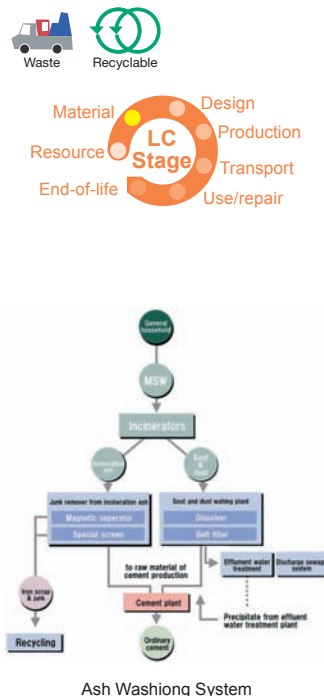 Waste
Recyclable
Design
Material
Production
LC
Stage
Resource
Transport
End-of-life
Use/repair
General
household
MSW
Incinerators
Incineration
ash
Soot
&
dust
Junk remover from incineration ash
Soot and dust wahing plant
Magnetic seperator
Dissolver
Special screen
Belt filter
to raw material of
cement production
Efflument water
treatment
Discharge sewage
system
Iron scrap
& Junk
Cement plant
Precipitate from effluent
water treatment plant
Recycling
Ordinary
cement
Ash Washiong System